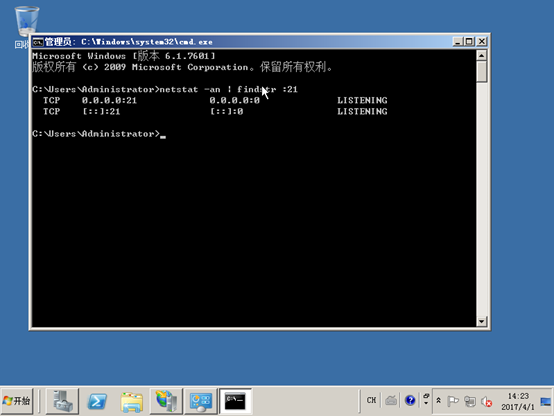 回收
管理员: C:\Windows\system32\cmd.exe
Microsoft Windows [版本 6.1.7601]
版权所有 (c) 2009 Microsoft Corporation。保留所有权利。
C:\Users\Administrator>netstat -an | findstr :21
TCP 0.0.0.0:21 0.0.0.0:0 LISTENING
TCP [::]:21 [::]:0 LISTENING
C:\Users\Administrator>
开始
CH
14:23
2017/4/1